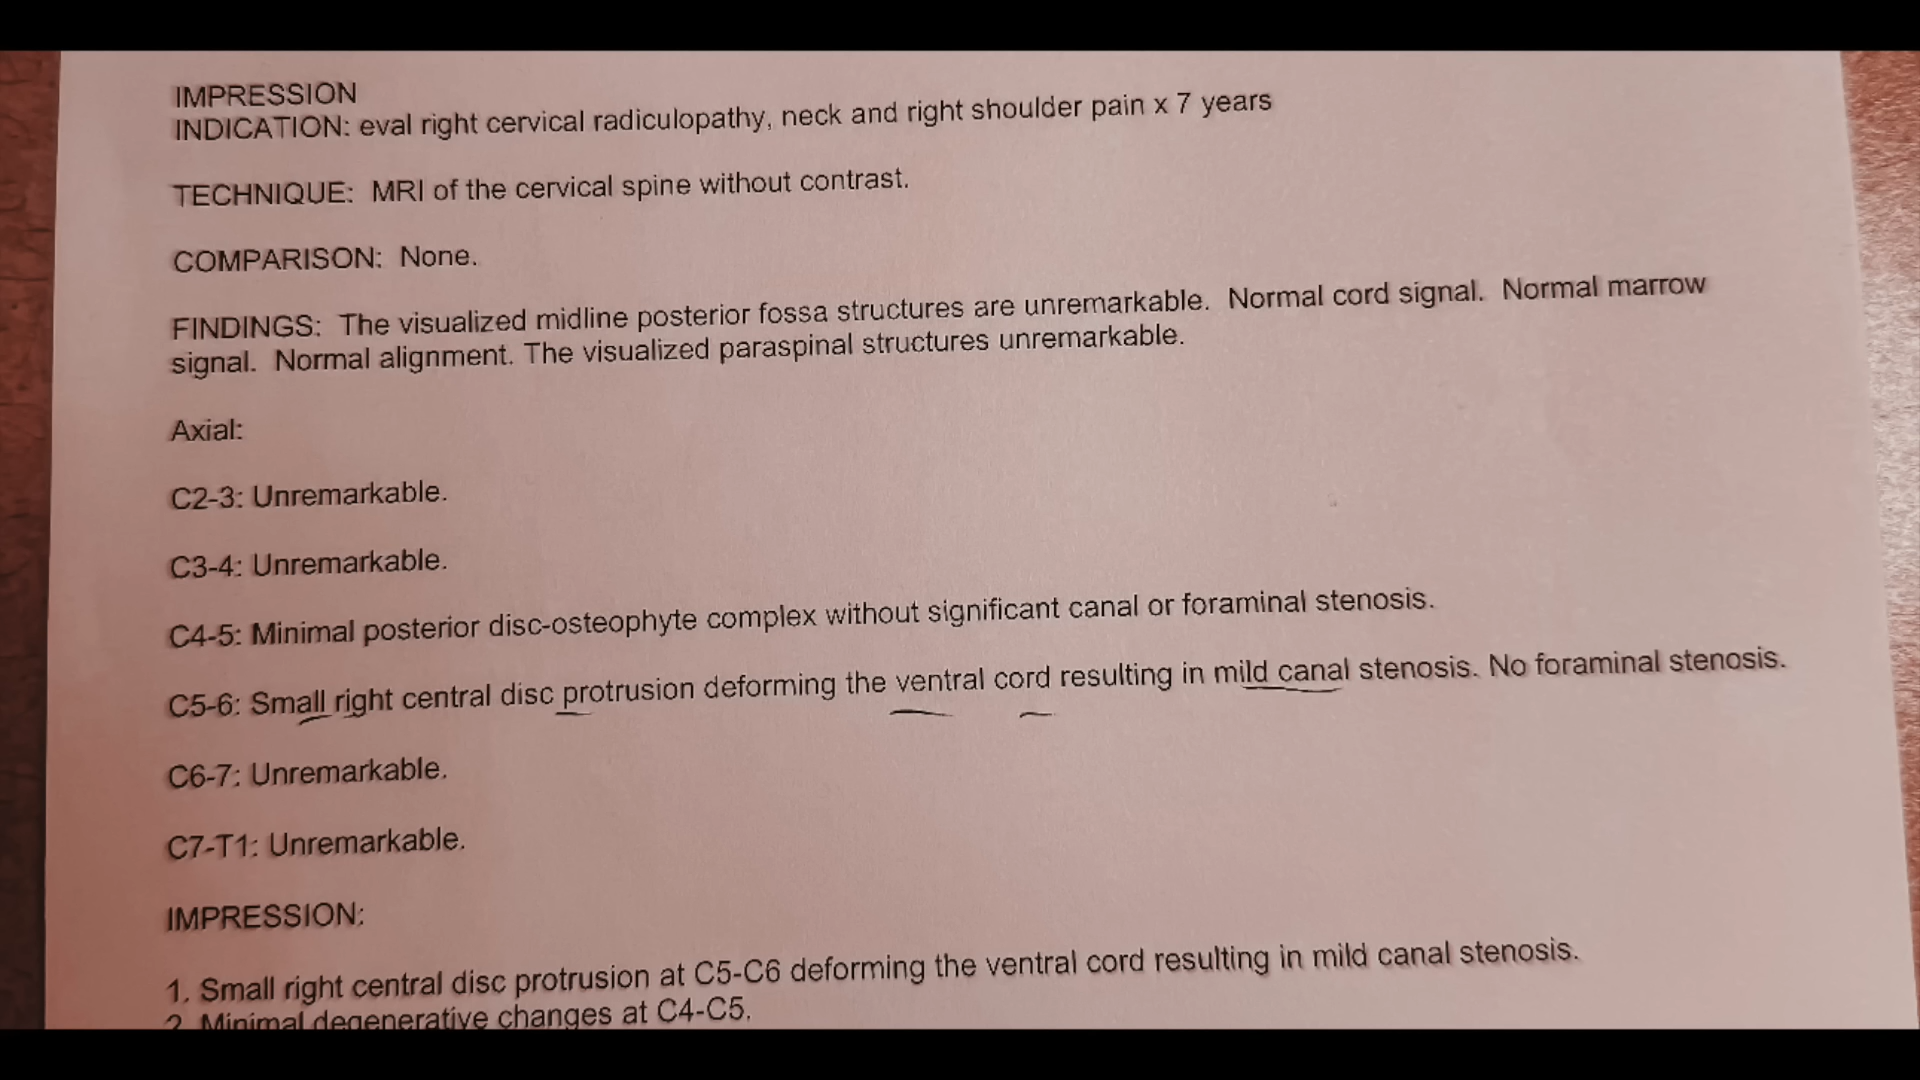 IMPRESSION
INDICATION: eval right cervical radiculopathy, neck and right shoulder pain x 7 years
TECHNIQUE: MRI of the cervical spine without contrast.
COMPARISON: None.
FINDINGS: The visualized midline posterior fossa structures are unremarkable. Normal cord signal. Normal marrow
signal. Normal alignment. The visualized paraspinal structures unremarkable.
Axial:
C2-3: Unremarkable.
C3-4: Unremarkable.
C4-5: Minimal posterior disc-osteophyte complex without significant canal or foraminal stenosis.
C5-6: Small right central disc protrusion deforming the ventral cord resulting in mild canal stenosis. No foraminal stenosis.
C6-7: Unremarkable.
C7-T1: Unremarkable.
IMPRESSION:
1. Small right central disc protrusion at C5-C6 deforming the ventral cord resulting in mild canal stenosis.
2. Minimal degenerative changes at C4-C5.